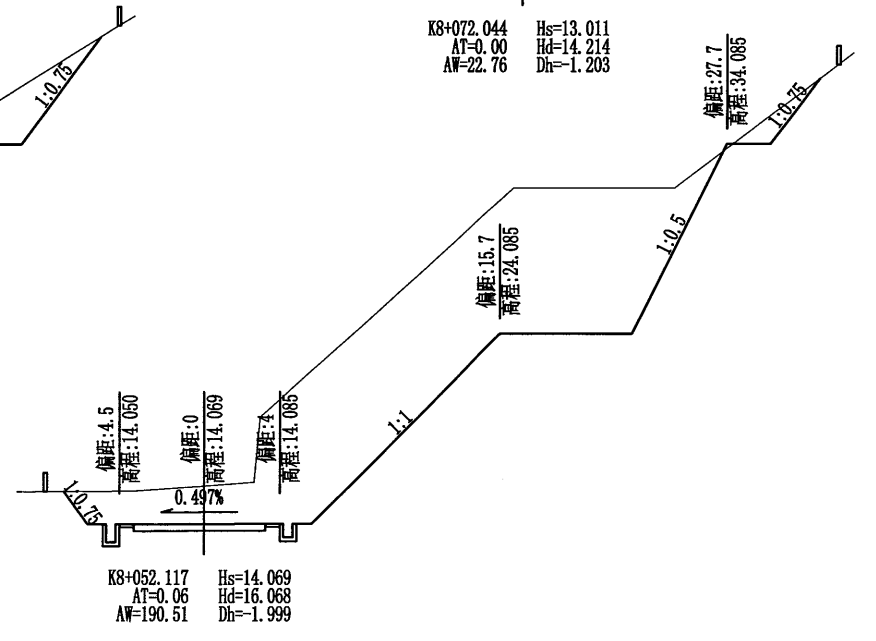 K8+072.044 Hs=13.011
AT=0.00 Hd=14.214
AW=22.76 Dh=-1.203
1:0.75
偏距:27.7
高程:34.085
1:0.75
1:0.5
偏距:15.7
高程:24.085
1:1
偏距:4.5
高程:14.050
偏距:0
高程:14.069
偏距:4
高程:14.085
1:0.75
0.497%
K8+052.117 Hs=14.069
AT=0.06 Hd=16.068
AW=190.51 Dh=-1.999